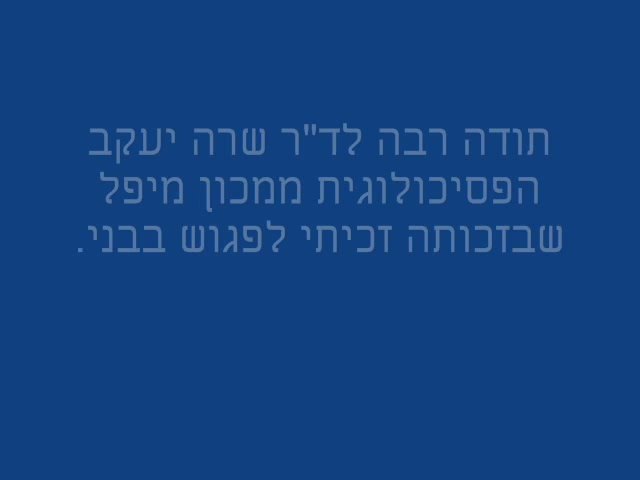 תודה רבה לד"ר שרה יעקב
הפסיכולוגית ממכון מיפל
שבזכותה זכיתי לפגוש בבני.